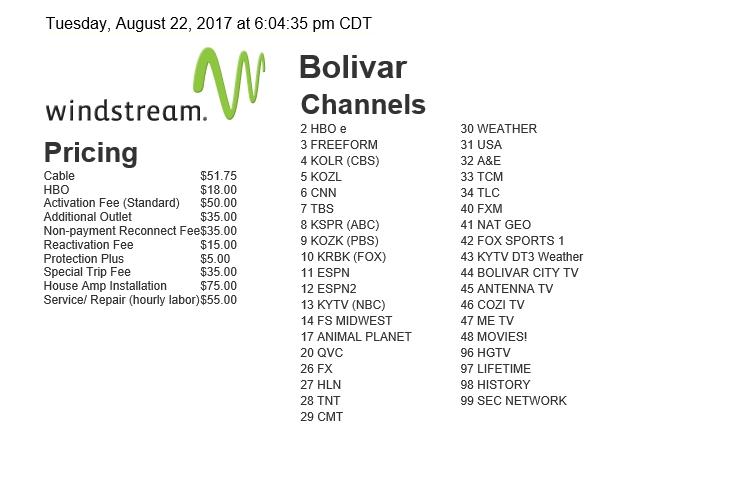 Tuesday, August 22, 2017 at 6:04:35 pm CDT
windstream.
Pricing
Cable $51.75
HBO $18.00
Activation Fee (Standard) $50.00
Additional Outlet $35.00
Non-payment Reconnect Fee$35.00
Reactivation Fee $15.00
Protection Plus $5.00
Special Trip Fee $35.00
House Amp Installation $75.00
Service/ Repair (hourly labor)$55.00
Bolivar
Channels
2 HBO e
3 FREEFORM
4 KOLR (CBS)
5 KOZL
6 CNN
7 TBS
8 KSPR (ABC)
9 KOZK (PBS)
10 KRBK (FOX)
11 ESPN
12 ESPN2
13 KYTV (NBC)
14 FS MIDWEST
17 ANIMAL PLANET
20 QVC
26 FX
27 HLN
28 TNT
29 CMT
30 WEATHER
31 USA
32 A&E
33 TCM
34 TLC
40 FXM
41 NAT GEO
42 FOX SPORTS 1
43 KYTV DT3 Weather
44 BOLIVAR CITY TV
45 ANTENNA TV
46 COZI TV
47 ME TV
48 MOVIES!
96 HGTV
97 LIFETIME
98 HISTORY
99 SEC NETWORK